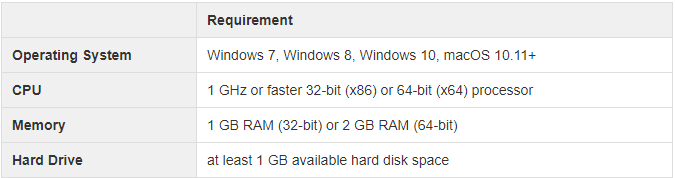 Requirement
Operating System Windows 7, Windows 8, Windows 10, macOS 10.11+
CPU 1 GHz or faster 32-bit (x86) or 64-bit (x64) processor
Memory 1 GB RAM (32-bit) or 2 GB RAM (64-bit)
Hard Drive at least 1 GB available hard disk space